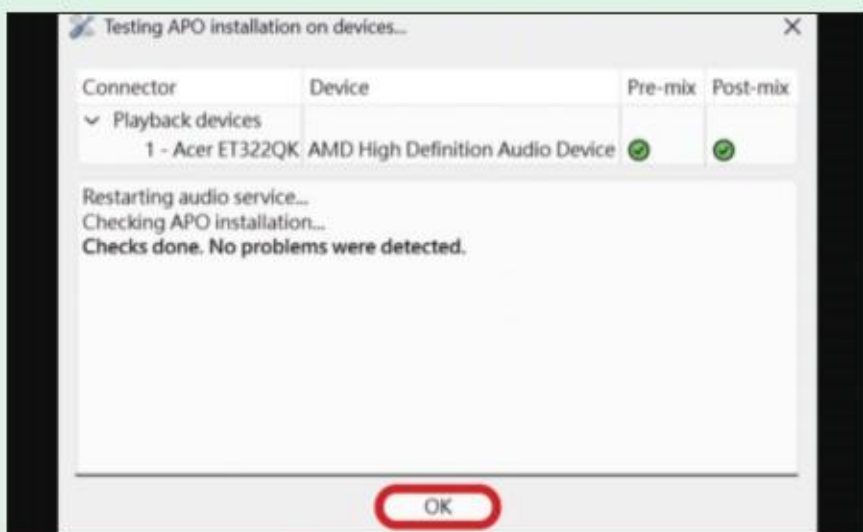 Testing APO installation on devices...
Connector Device Pre-mix Post-mix
Playback devices
1 - Acer ET322QK AMD High Definition Audio Device
Restarting audio service...
Checking APO installation...
Checks done. No problems were detected.
OK